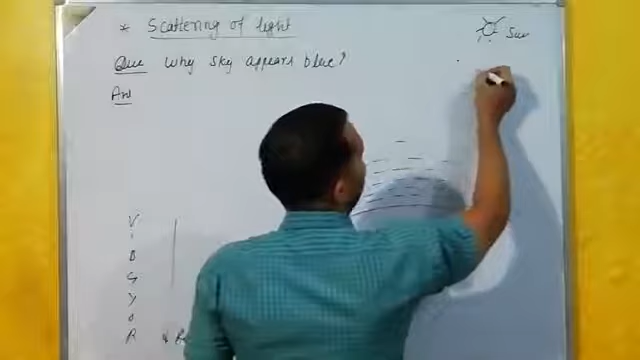 * Scattering of light
Sun
Que Why sky appears blue?
Ans
V
I
B
G
Y
O
R